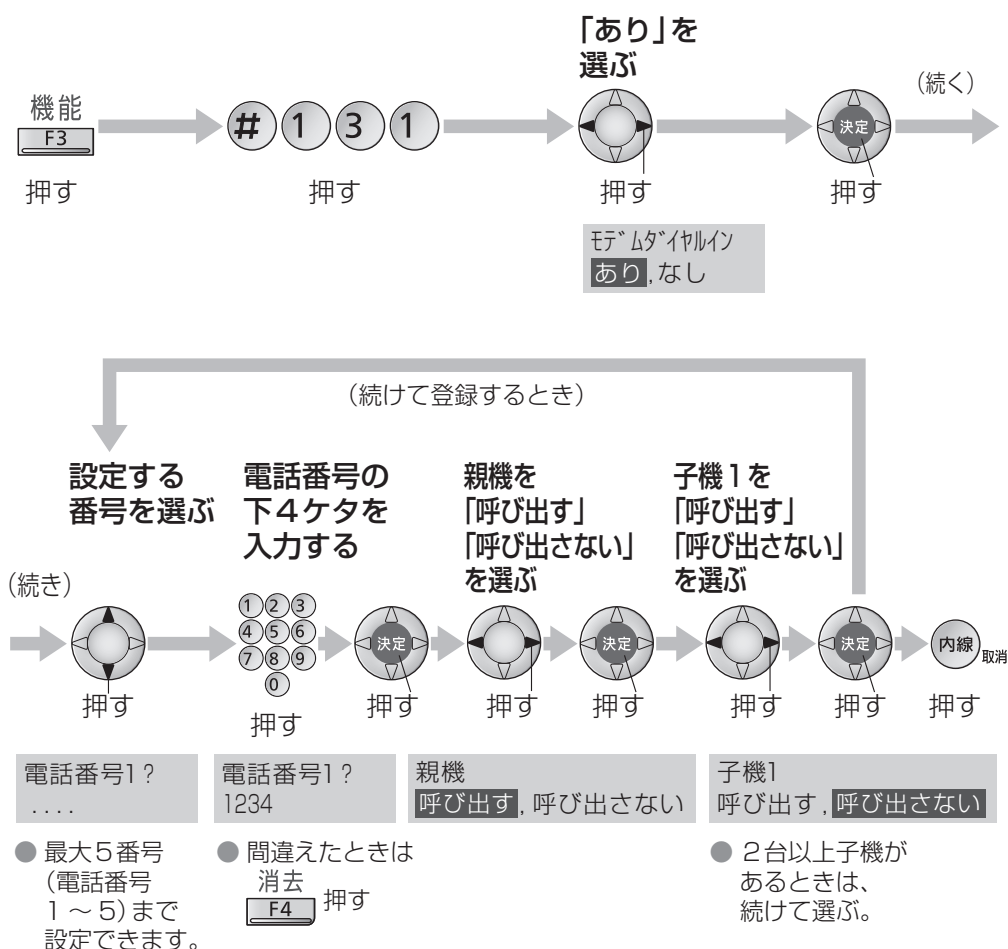 「あり」を
選ぶ
(続く)
機能
F3
# 1 3 1
決定
押す
押す
押す
押す
モデムダイヤルイン
あり,なし
(続けて登録するとき)
設定する
番号を選ぶ
電話番号の
下4ケタを
入力する
親機を
「呼び出す」
「呼び出さない」
を選ぶ
子機1を
「呼び出す」
「呼び出さない」
を選ぶ
(続き)
1 2 3
4 5 6
7 8 9
0
決定
決定
決定
内線
取消
押す
押す
押す
押す
押す
押す
押す
押す
電話番号1?
....
電話番号1?
1234
親機
呼び出す,呼び出さない
子機1
呼び出す,呼び出さない
● 最大5番号
(電話番号
1~5)まで
設定できます。
● 間違えたときは
消去
F4 押す
● 2台以上子機が
あるときは、
続けて選ぶ。